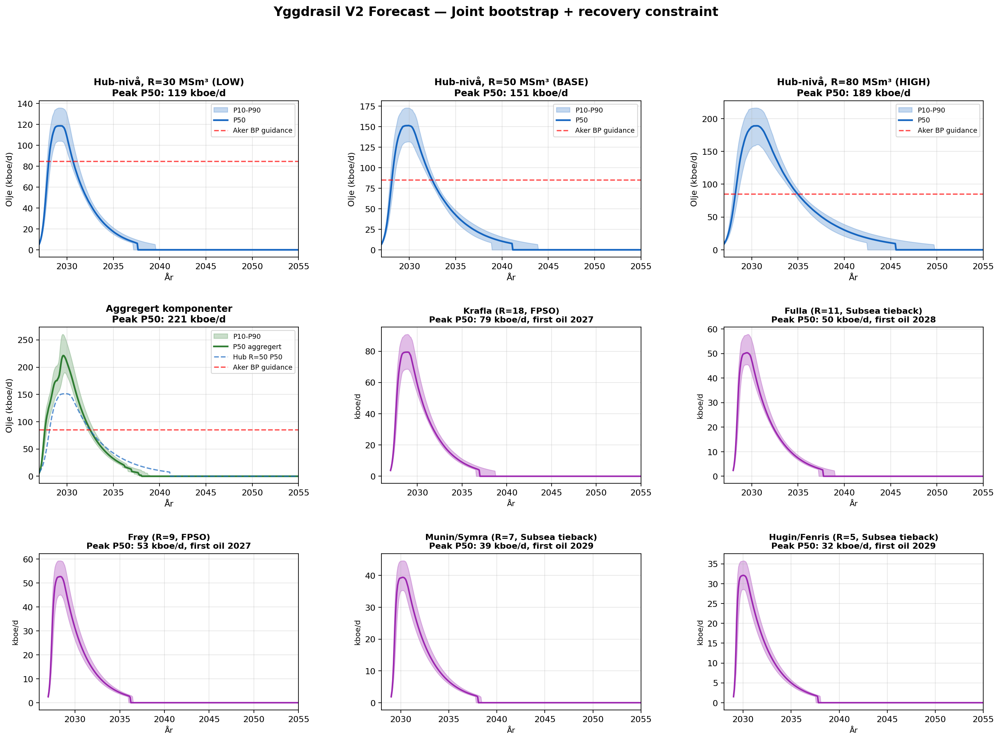 Yggdrasil V2 Forecast — Joint bootstrap + recovery constraint
Hub-nivå, R=30 MSm³ (LOW)
Peak P50: 119 kboe/d
Olje (kboe/d)
140
120
100
80
60
40
20
0
P10-P90
P50
Aker BP guidance
2030 2035 2040 2045 2050 2055
År
Hub-nivå, R=50 MSm³ (BASE)
Peak P50: 151 kboe/d
Olje (kboe/d)
175
150
125
100
75
50
25
0
P10-P90
P50
Aker BP guidance
2030 2035 2040 2045 2050 2055
År
Hub-nivå, R=80 MSm³ (HIGH)
Peak P50: 189 kboe/d
Olje (kboe/d)
200
150
100
50
0
P10-P90
P50
Aker BP guidance
2030 2035 2040 2045 2050 2055
År
Aggregert komponenter
Peak P50: 221 kboe/d
Olje (kboe/d)
250
200
150
100
50
0
P10-P90
P50 aggregert
Hub R=50 P50
Aker BP guidance
2030 2035 2040 2045 2050 2055
År
Krafla (R=18, FPSO)
Peak P50: 79 kboe/d, first oil 2027
kboe/d
80
60
40
20
0
2030 2035 2040 2045 2050 2055
År
Fulla (R=11, Subsea tieback)
Peak P50: 50 kboe/d, first oil 2028
kboe/d
60
50
40
30
20
10
0
2030 2035 2040 2045 2050 2055
År
Frøy (R=9, FPSO)
Peak P50: 53 kboe/d, first oil 2027
kboe/d
60
50
40
30
20
10
0
2030 2035 2040 2045 2050 2055
År
Munin/Symra (R=7, Subsea tieback)
Peak P50: 39 kboe/d, first oil 2029
kboe/d
40
30
20
10
0
2030 2035 2040 2045 2050 2055
År
Hugin/Fenris (R=5, Subsea tieback)
Peak P50: 32 kboe/d, first oil 2029
kboe/d
35
30
25
20
15
10
5
0
2030 2035 2040 2045 2050 2055
År